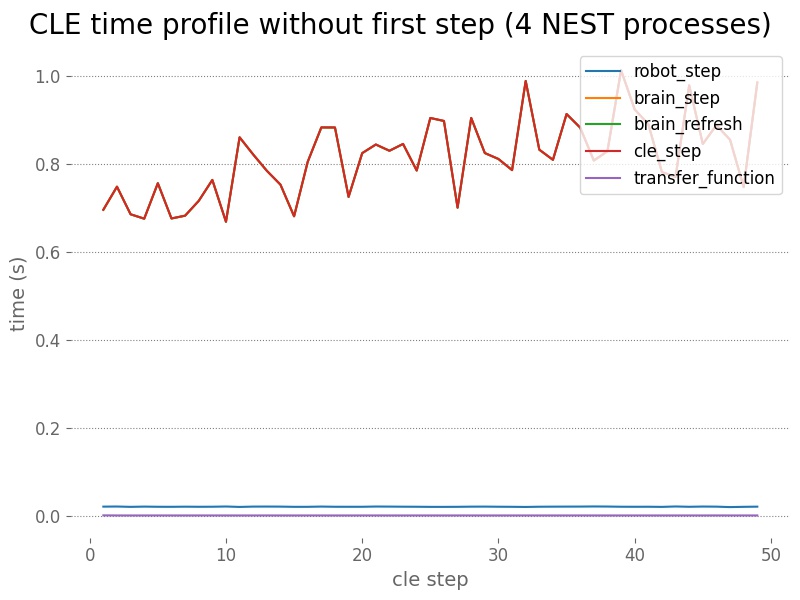 CLE time profile without first step (4 NEST processes)
robot_step
brain_step
brain_refresh
cle_step
transfer_function
1.0
0.8
0.6
0.4
0.2
0.0
time (s)
0 10 20 30 40 50
cle step